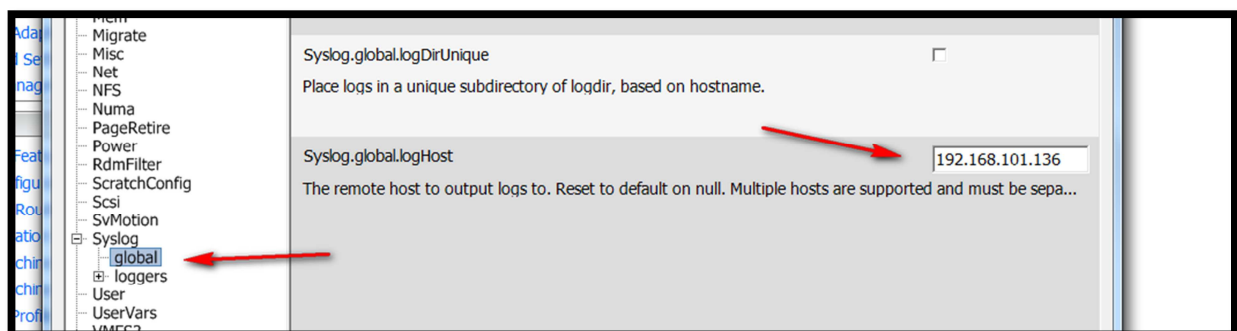 Mem
Migrate
Misc
Net
NFS
Numa
PageRetire
Power
RdmFilter
ScratchConfig
Scsi
SvMotion
Syslog
global
loggers
User
UserVars
VMFS3
Syslog.global.logDirUnique
Place logs in a unique subdirectory of logdir, based on hostname.
Syslog.global.logHost
192.168.101.136
The remote host to output logs to. Reset to default on null. Multiple hosts are supported and must be sepa...